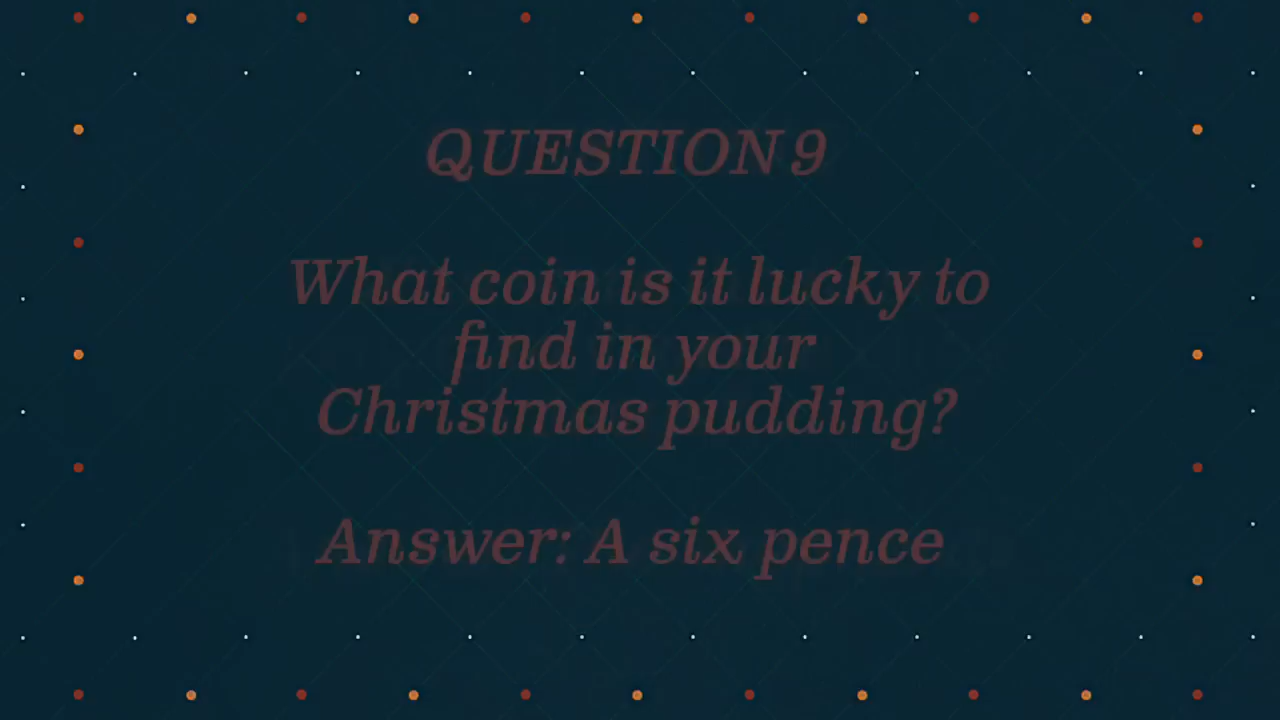 QUESTION 9
What coin is it lucky to
find in your
Christmas pudding?
Answer: A six pence